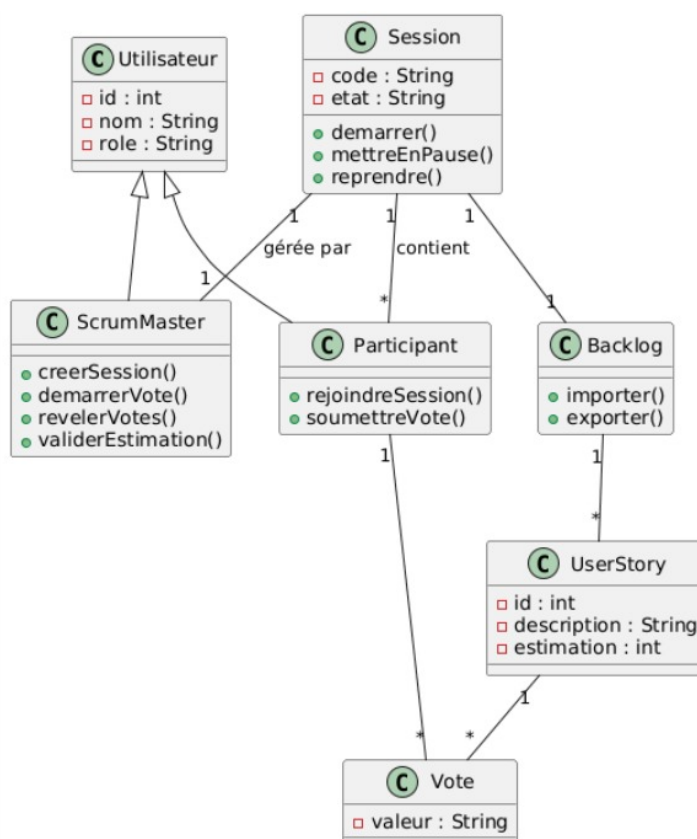 C Utilisateur
id : int
nom : String
role : String
C Session
code : String
etat : String
demarrer()
mettreEnPause()
reprendre()
1
1
1
gérée par
contient
1
*
1
C ScrumMaster
creerSession()
demarrerVote()
revelerVotes()
validerEstimation()
C Participant
rejoindreSession()
soumettreVote()
C Backlog
importer()
exporter()
1
1
*
C UserStory
id : int
description : String
estimation : int
1
*
*
C Vote
valeur : String